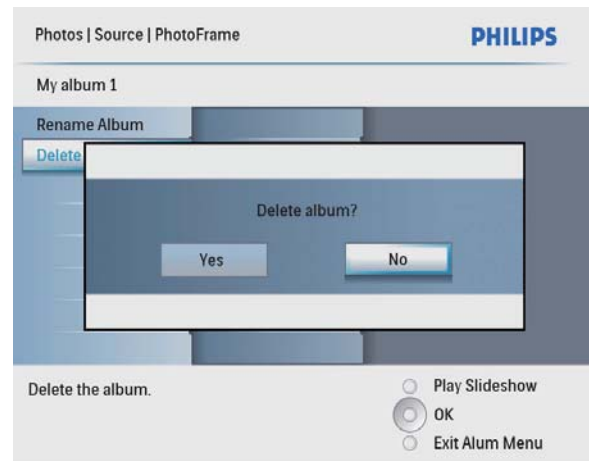 Photos | Source | PhotoFrame
PHILIPS
My album 1
Rename Album
Delete
Delete album?
Yes
No
Delete the album.
Play Slideshow
OK
Exit Alum Menu